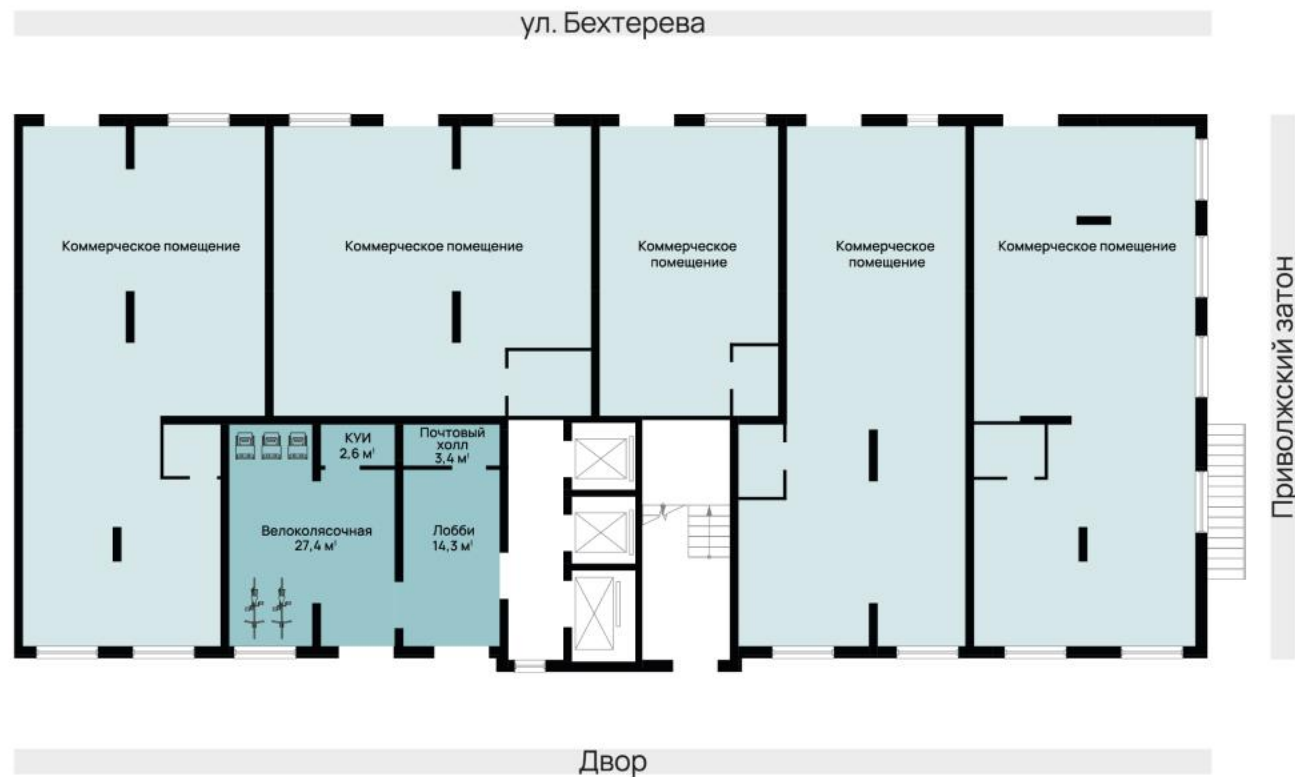 ул. Бехтерева
Коммерческое помещение
Коммерческое помещение
Коммерческое
помещение
Коммерческое
помещение
Коммерческое помещение
Приволжский затон
КУИ
2,6 м²
Почтовый
холл
3,4 м²
Велоколясочная
27,4 м²
Лобби
14,3 м²
Двор